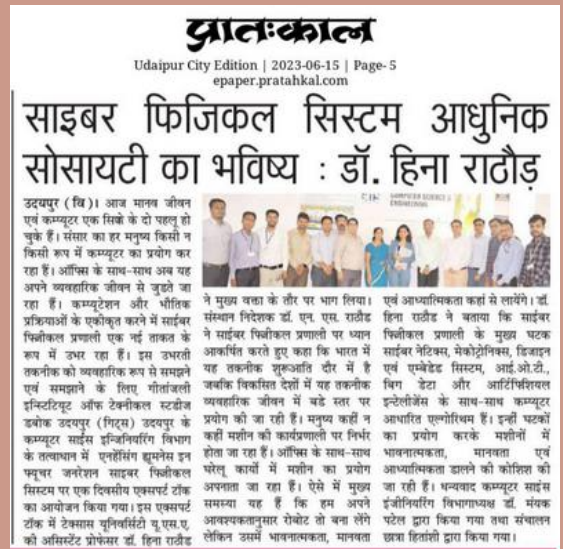 प्रातःकाल
Udaipur City Edition | 2023-06-15 | Page- 5
epaper.pratahkal.com
साइबर फिजिकल सिस्टम आधुनिक
सोसायटी का भविष्य : डॉ. हिना राठौड़
उदयपुर (वि)। आज मानव जीवन
एवं कम्प्यूटर एक सिक्के के दो पहलू हो
चुके हैं। संसार का हर मनुष्य किसी न
किसी रूप में कम्प्यूटर का प्रयोग कर
रहा हैं। ऑफिस के साथ-साथ अब यह
अपने व्यवहारिक जीवन से जुडते जा
रहा हैं। कम्प्यूटेशन और भौतिक
प्रक्रियाओं के एकीकृत करने में साईबर
फिजीकल प्रणाली एक नई ताकत के
रूप में उभर रहा हैं। इस उभरती
तकनीक को व्यवहारिक रूप से समझने
एवं समझाने के लिए गीतांजली
इन्स्टिटियूट ऑफ टेक्नीकल स्टडीज
डबोक उदयपुर (गिट्स) उदयपुर के
कम्प्यूटर साईंस इन्जिनियरिंग विभाग
के तत्वाधान में एनहेंसिंग ह्यूमनेस इन
फ्यूचर जनरेशन साइबर फिजीकल
सिस्टम पर एक दिवसीय एक्सपर्ट टॉक
का आयोजन किया गया। इस एक्सपर्ट
टॉक में टेक्सास यूनिवर्सिटी यू.एस.ए.
की असिस्टेंट प्रोफेसर डॉ. हिना राठौड
COMPUTER SCIENCE &
ENGINEERING
ने मुख्य वक्ता के तौर पर भाग लिया।
संस्थान निदेशक डॉ. एन. एस. राठौड
ने साईबर फिजीकल प्रणाली पर ध्यान
आकर्षित करते हुए कहा कि भारत में
यह तकनीक शुरूआति दौर में है
जबकि विकसित देशों में यह तकनीक
व्यवहारिक जीवन में बडे स्तर पर
प्रयोग की जा रही हैं। मनुष्य कहीं न
कहीं मशीन की कार्यप्रणाली पर निर्भर
होता जा रहा हैं। ऑफिस के साथ-साथ
घरेलू कार्यो में मशीन का प्रयोग
अपनाता जा रहा हैं। ऐसे में मुख्य
समस्या यह हैं कि हम अपने
आवश्यकतानुसार रोबोट तो बना लेंगे
लेकिन उसमें भावनात्मकता, मानवता
एवं आध्यात्मिकता कहां से लायेंगे। डॉ.
हिना राठौड ने बताया कि साईबर
फिजीकल प्रणाली के मुख्य घटक
साईबर नेटिक्स, मेकोट्रोनिक्स, डिजाइन
एवं एम्बेडेड सिस्टम, आई.ओ.टी.,
बिग डेटा और आर्टिफिशियल
इन्टेलीजेंस के साथ-साथ कम्प्यूटर
आधारित एल्गोरिथम हैं। इन्हीं घटकों
का प्रयोग करके मशीनों में
भावनात्मकता, मानवता एवं
आध्यात्मिकता डालने की कोशिश की
जा रही हैं। धन्यवाद कम्प्यूटर साइंस
इंजीनियरिंग विभागाध्यक्ष डॉ. मयंक
पटेल द्वारा किया गया तथा संचालन
छात्रा हितांशी द्वारा किया गया।